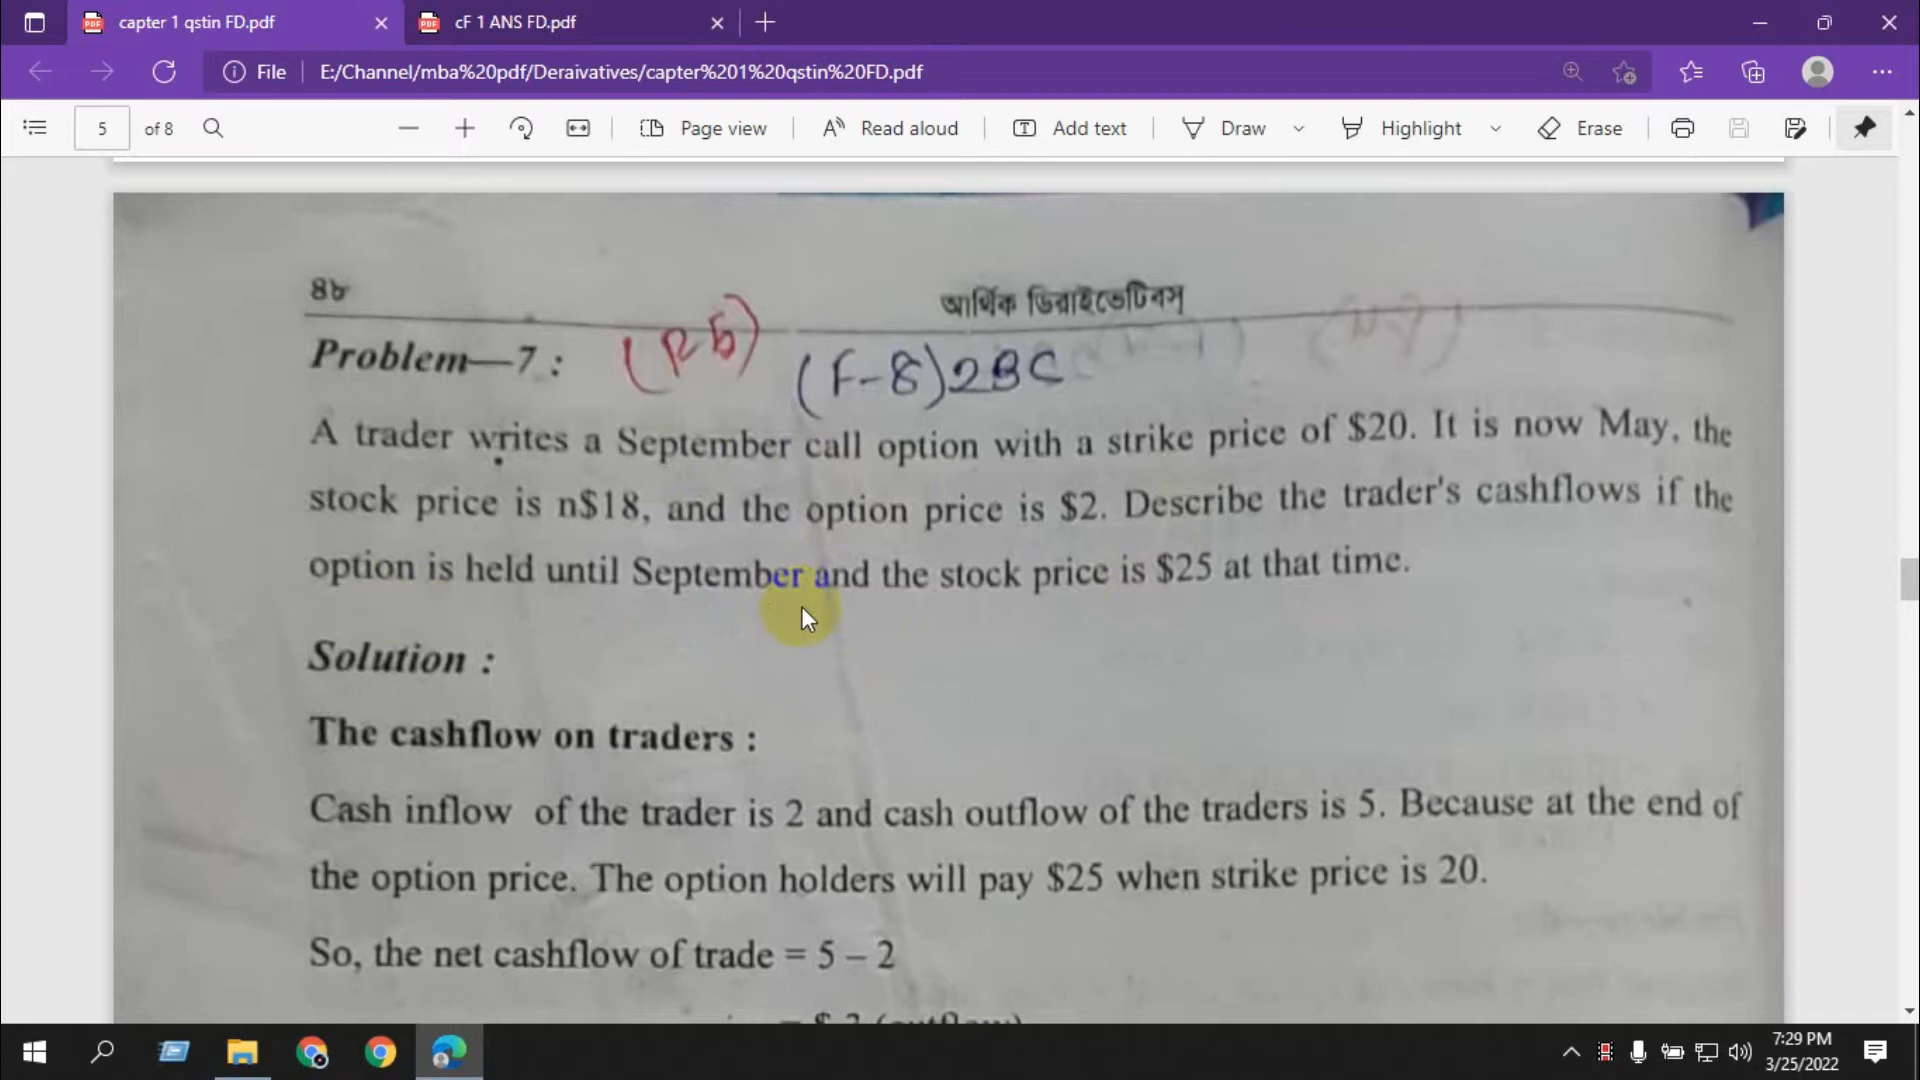 capter 1 qstin FD.pdf
cF 1 ANS FD.pdf
File
E:/Channel/mba%20pdf/Deraivatives/capter%201%20qstin%20FD.pdf
5 of 8
Page view
Read aloud
Add text
Draw
Highlight
Erase
৪৮
আর্থিক ডিরাইভেটিবস্
Problem—7 :
(F-8)2BC
A trader writes a September call option with a strike price of $20. It is now May, the
stock price is n$18, and the option price is $2. Describe the trader's cashflows if the
option is held until September and the stock price is $25 at that time.
Solution :
The cashflow on traders :
Cash inflow of the trader is 2 and cash outflow of the traders is 5. Because at the end of
the option price. The option holders will pay $25 when strike price is 20.
So, the net cashflow of trade = 5 – 2
7:29 PM
3/25/2022